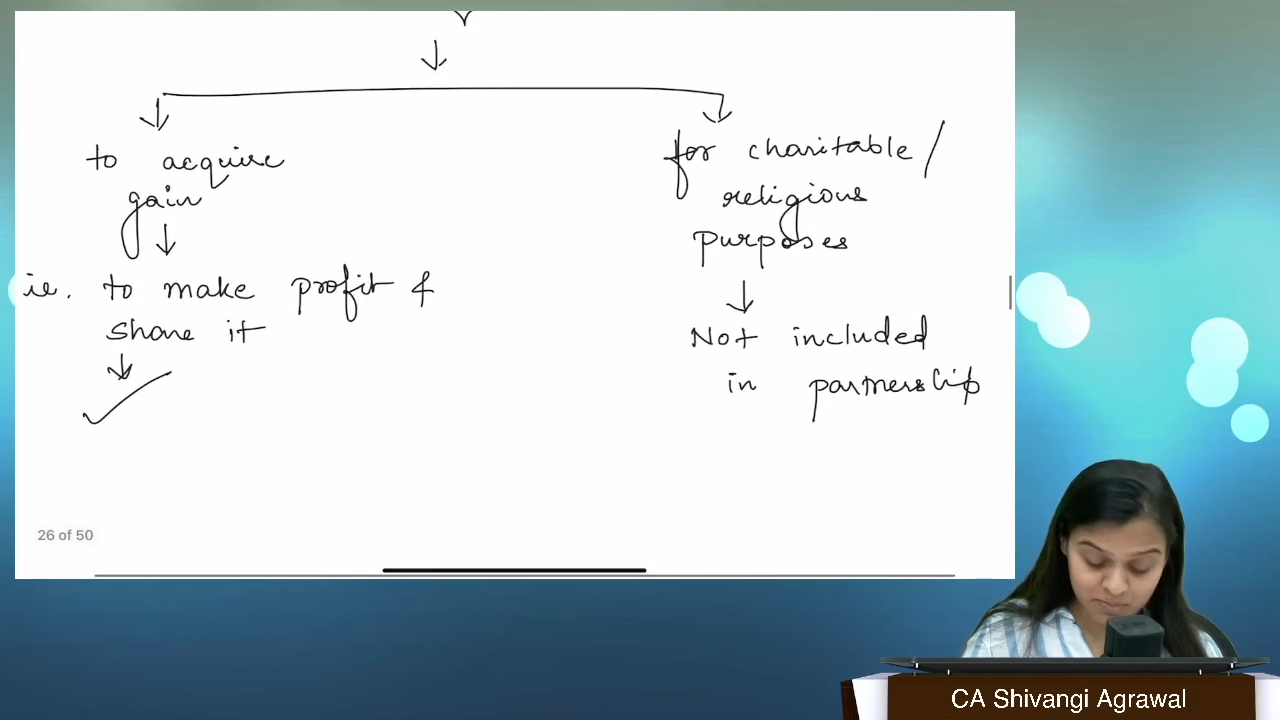 to acquire
gain
ie. to make profit &
share it
for charitable/
religious
purposes
Not included
in partnership
26 of 50
CA Shivangi Agrawal